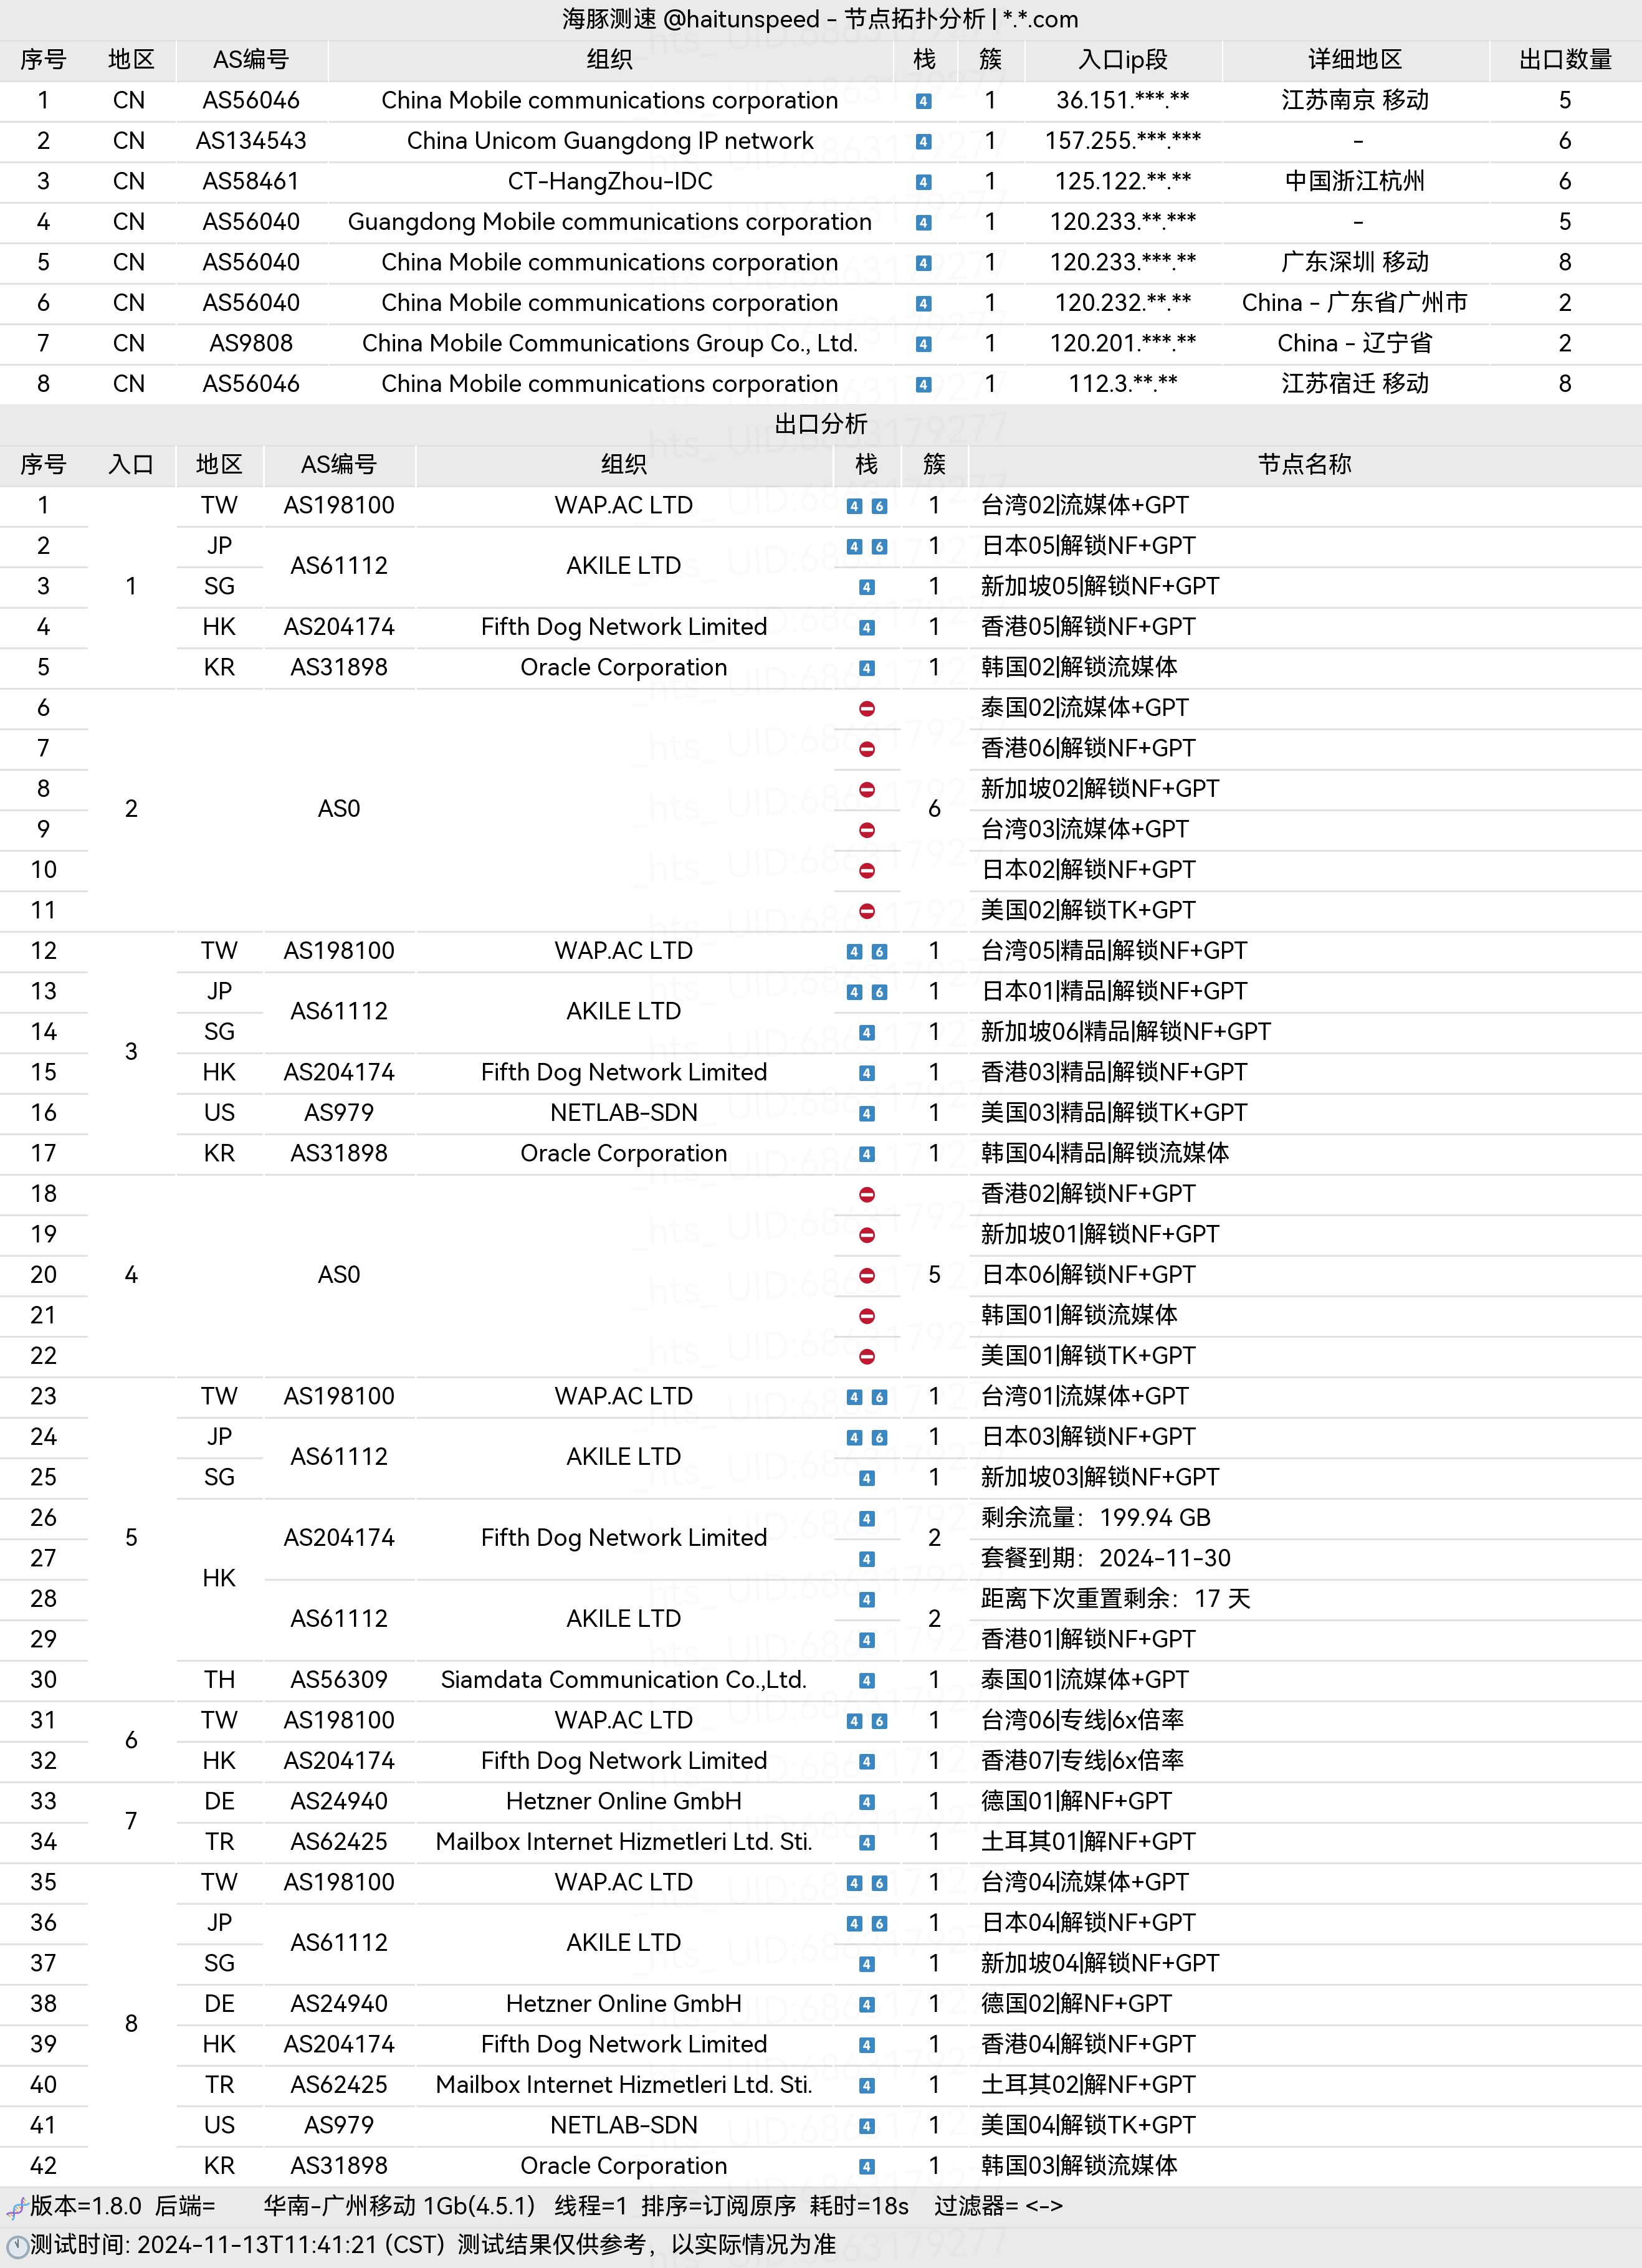 海豚测速 @haitunspeed - 节点拓扑分析 | *.*.com
序号 地区 AS编号 组织 栈 簇 入口ip段 详细地区 出口数量
1 CN AS56046 China Mobile communications corporation 4 1 36.151.***.** 江苏南京 移动 5
2 CN AS134543 China Unicom Guangdong IP network 4 1 157.255.***.*** - 6
3 CN AS58461 CT-HangZhou-IDC 4 1 125.122.**.** 中国浙江杭州 6
4 CN AS56040 Guangdong Mobile communications corporation 4 1 120.233.**.*** - 5
5 CN AS56040 China Mobile communications corporation 4 1 120.233.***.** 广东深圳 移动 8
6 CN AS56040 China Mobile communications corporation 4 1 120.232.**.** China - 广东省广州市 2
7 CN AS9808 China Mobile Communications Group Co., Ltd. 4 1 120.201.***.** China - 辽宁省 2
8 CN AS56046 China Mobile communications corporation 4 1 112.3.**.** 江苏宿迁 移动 8
出口分析
序号 入口 地区 AS编号 组织 栈 簇 节点名称
1 1 TW AS198100 WAP.AC LTD 4 6 1 台湾02|流媒体+GPT
2 JP AS61112 AKILE LTD 4 6 1 日本05|解锁NF+GPT
3 SG 4 1 新加坡05|解锁NF+GPT
4 HK AS204174 Fifth Dog Network Limited 4 1 香港05|解锁NF+GPT
5 KR AS31898 Oracle Corporation 4 1 韩国02|解锁流媒体
6 2 AS0 6 泰国02|流媒体+GPT
7 香港06|解锁NF+GPT
8 新加坡02|解锁NF+GPT
9 台湾03|流媒体+GPT
10 日本02|解锁NF+GPT
11 美国02|解锁TK+GPT
12 3 TW AS198100 WAP.AC LTD 4 6 1 台湾05|精品|解锁NF+GPT
13 JP AS61112 AKILE LTD 4 6 1 日本01|精品|解锁NF+GPT
14 SG 4 1 新加坡06|精品|解锁NF+GPT
15 HK AS204174 Fifth Dog Network Limited 4 1 香港03|精品|解锁NF+GPT
16 US AS979 NETLAB-SDN 4 1 美国03|精品|解锁TK+GPT
17 KR AS31898 Oracle Corporation 4 1 韩国04|精品|解锁流媒体
18 4 AS0 5 香港02|解锁NF+GPT
19 新加坡01|解锁NF+GPT
20 日本06|解锁NF+GPT
21 韩国01|解锁流媒体
22 美国01|解锁TK+GPT
23 5 TW AS198100 WAP.AC LTD 4 6 1 台湾01|流媒体+GPT
24 JP AS61112 AKILE LTD 4 6 1 日本03|解锁NF+GPT
25 SG 4 1 新加坡03|解锁NF+GPT
26 HK AS204174 Fifth Dog Network Limited 4 2 剩余流量：199.94 GB
27 4 套餐到期：2024-11-30
28 AS61112 AKILE LTD 4 2 距离下次重置剩余：17 天
29 4 香港01|解锁NF+GPT
30 TH AS56309 Siamdata Communication Co.,Ltd. 4 1 泰国01|流媒体+GPT
31 6 TW AS198100 WAP.AC LTD 4 6 1 台湾06|专线|6x倍率
32 HK AS204174 Fifth Dog Network Limited 4 1 香港07|专线|6x倍率
33 7 DE AS24940 Hetzner Online GmbH 4 1 德国01|解NF+GPT
34 TR AS62425 Mailbox Internet Hizmetleri Ltd. Sti. 4 1 土耳其01|解NF+GPT
35 8 TW AS198100 WAP.AC LTD 4 6 1 台湾04|流媒体+GPT
36 JP AS61112 AKILE LTD 4 6 1 日本04|解锁NF+GPT
37 SG 4 1 新加坡04|解锁NF+GPT
38 DE AS24940 Hetzner Online GmbH 4 1 德国02|解NF+GPT
39 HK AS204174 Fifth Dog Network Limited 4 1 香港04|解锁NF+GPT
40 TR AS62425 Mailbox Internet Hizmetleri Ltd. Sti. 4 1 土耳其02|解NF+GPT
41 US AS979 NETLAB-SDN 4 1 美国04|解锁TK+GPT
42 KR AS31898 Oracle Corporation 4 1 韩国03|解锁流媒体
版本=1.8.0 后端= 华南-广州移动 1Gb(4.5.1) 线程=1 排序=订阅原序 耗时=18s 过滤器= <->
测试时间: 2024-11-13T11:41:21 (CST) 测试结果仅供参考，以实际情况为准